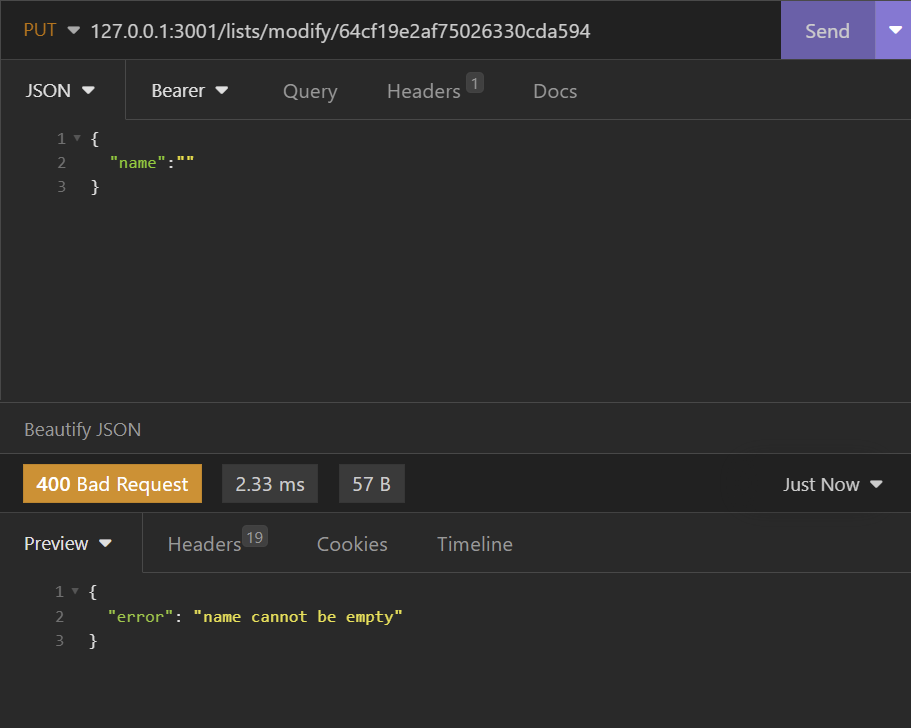 PUT 127.0.0.1:3001/lists/modify/64cf19e2af75026330cda594 Send
JSON Bearer Query Headers 1 Docs
1 {
2 "name":""
3 }
Beautify JSON
400 Bad Request 2.33 ms 57 B Just Now
Preview Headers 19 Cookies Timeline
1 {
2 "error": "name cannot be empty"
3 }